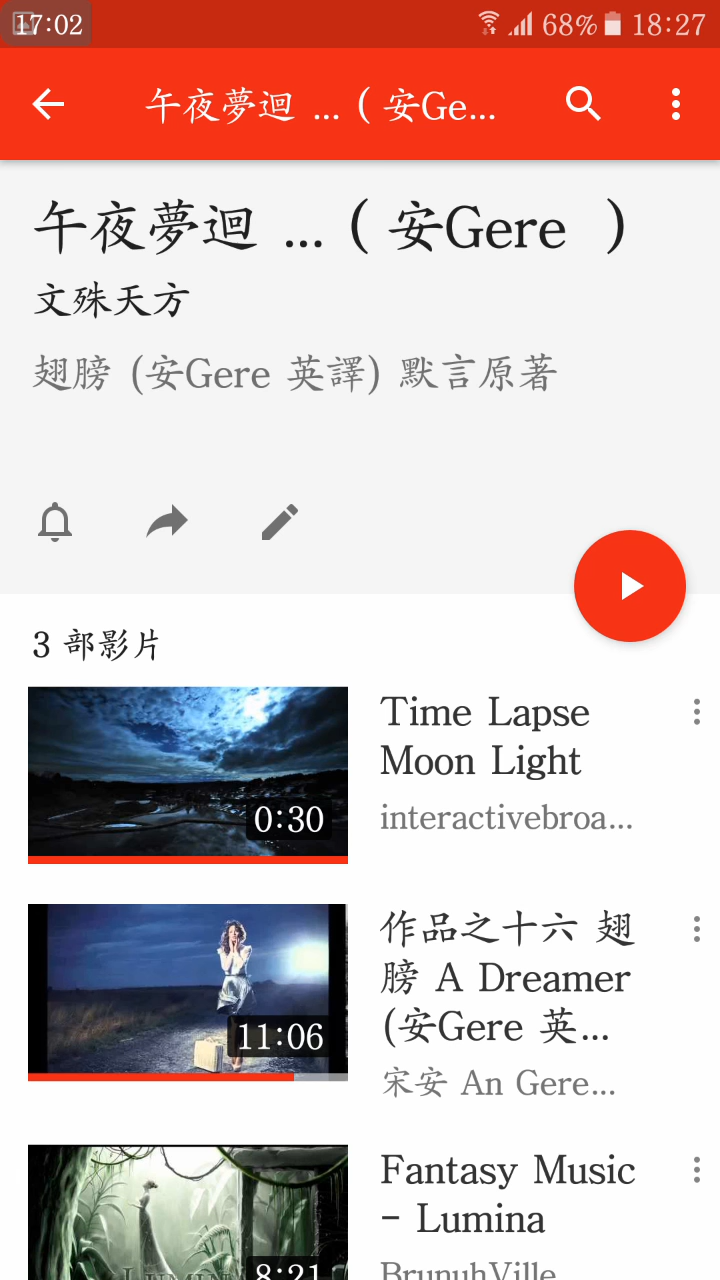 17:02 68% 18:27
午夜夢迴 ... ( 安Ge...
午夜夢迴 ... ( 安Gere )
文殊天方
翅膀 (安Gere 英譯) 默言原著
3 部影片
0:30
Time Lapse
Moon Light
interactivebroa...
11:06
作品之十六 翅
膀 A Dreamer
(安Gere 英...
宋安 An Gere...
LUMIN
8:21
Fantasy Music
- Lumina
BrunuhVille